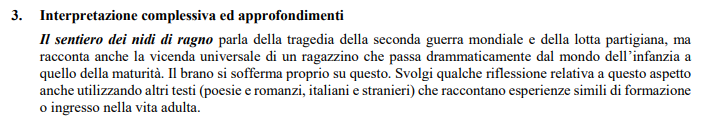 3. Interpretazione complessiva ed approfondimenti
Il sentiero dei nidi di ragno parla della tragedia della seconda guerra mondiale e della lotta partigiana, ma
racconta anche la vicenda universale di un ragazzino che passa drammaticamente dal mondo dell'infanzia a
quello della maturità. Il brano si sofferma proprio su questo. Svolgi qualche riflessione relativa a questo aspetto
anche utilizzando altri testi (poesie e romanzi, italiani e stranieri) che raccontano esperienze simili di formazione
o ingresso nella vita adulta.